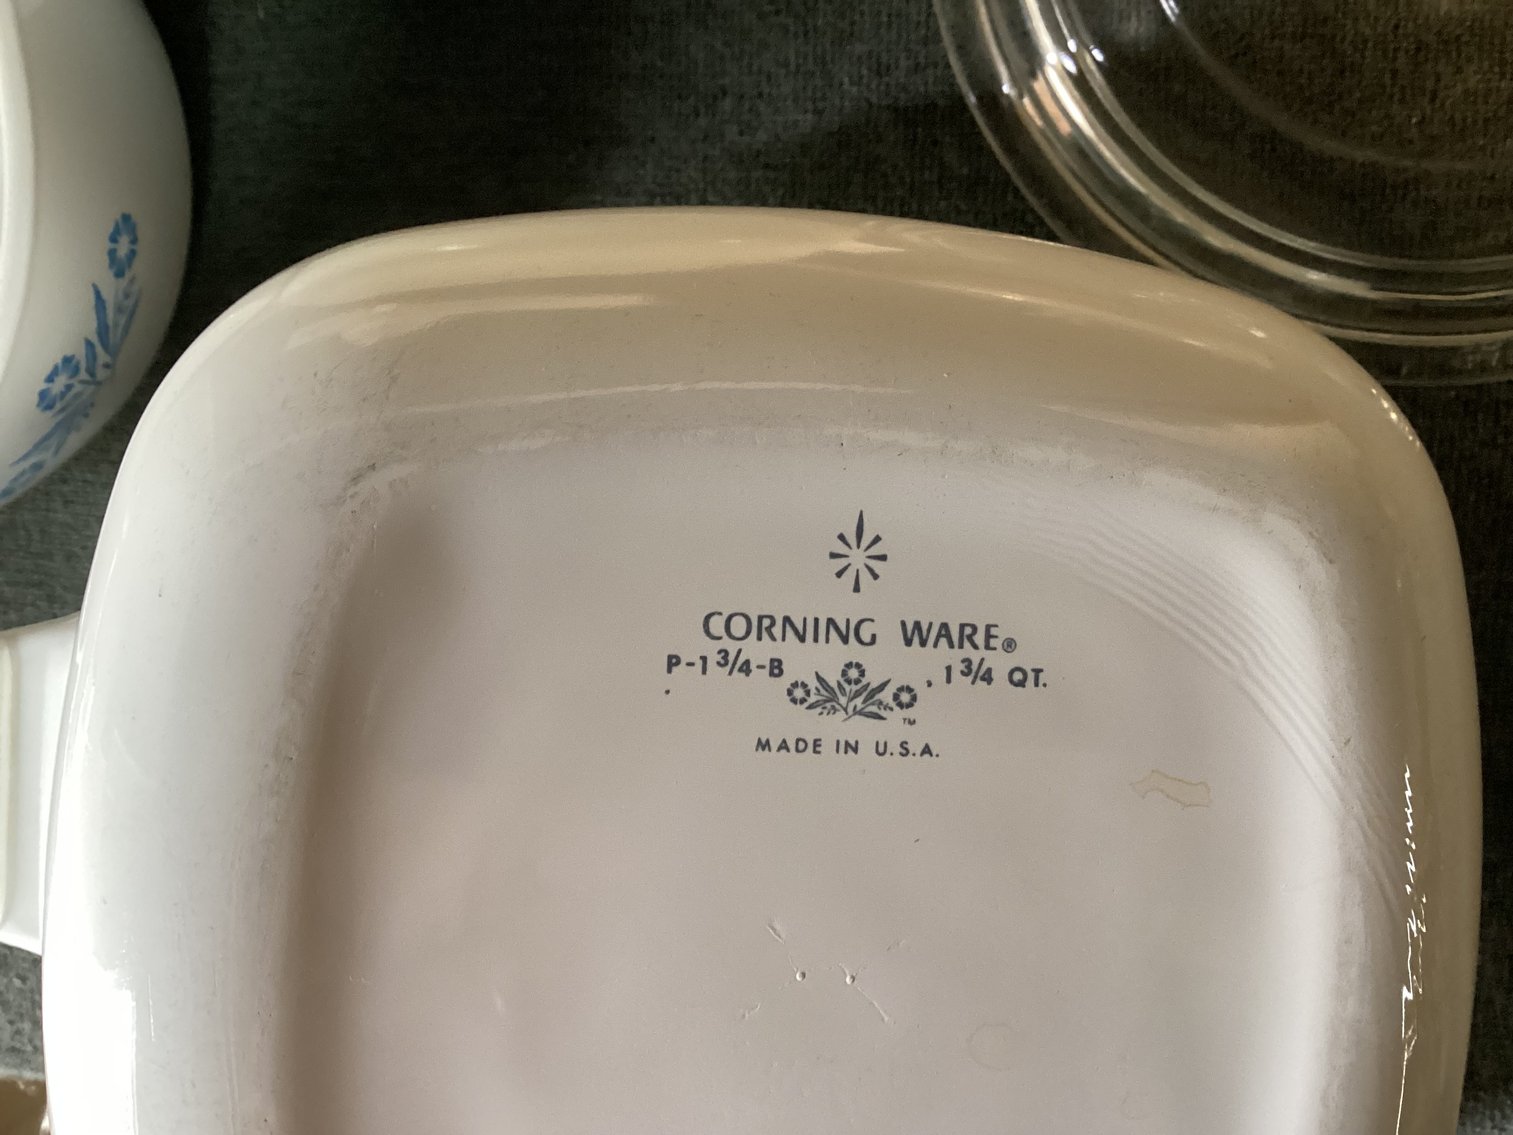 CORNING WARE®
P-1 3/4-B , 1 3/4 QT.
TM
MADE IN U.S.A.